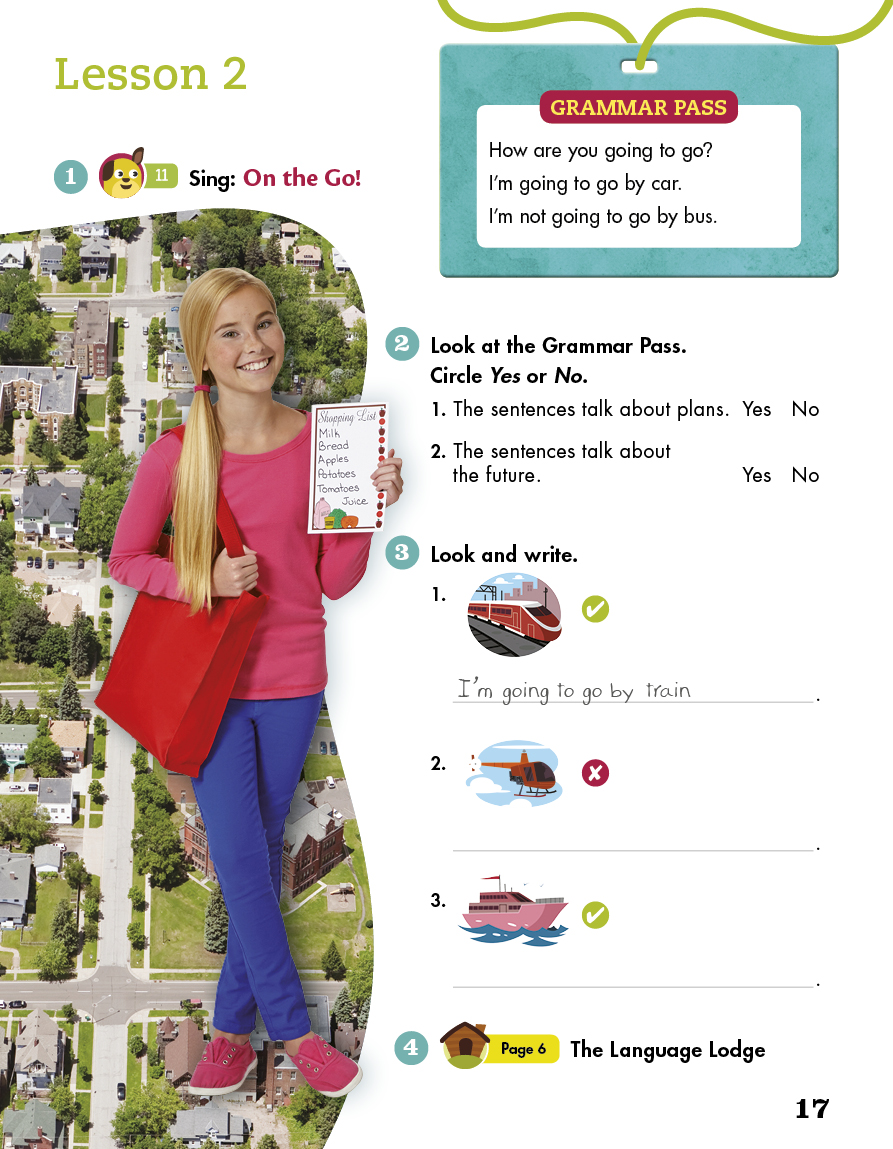 Lesson 2
GRAMMAR PASS
How are you going to go?
I'm going to go by car.
I'm not going to go by bus.
1 11 Sing: On the Go!
Shopping List
Milk
Bread
Apples
Potatoes
Tomatoes
Juice
2 Look at the Grammar Pass.
Circle Yes or No.
1. The sentences talk about plans. Yes No
2. The sentences talk about
the future. Yes No
3 Look and write.
1.
I'm going to go by train .
2.
.
3.
.
4 Page 6 The Language Lodge
17